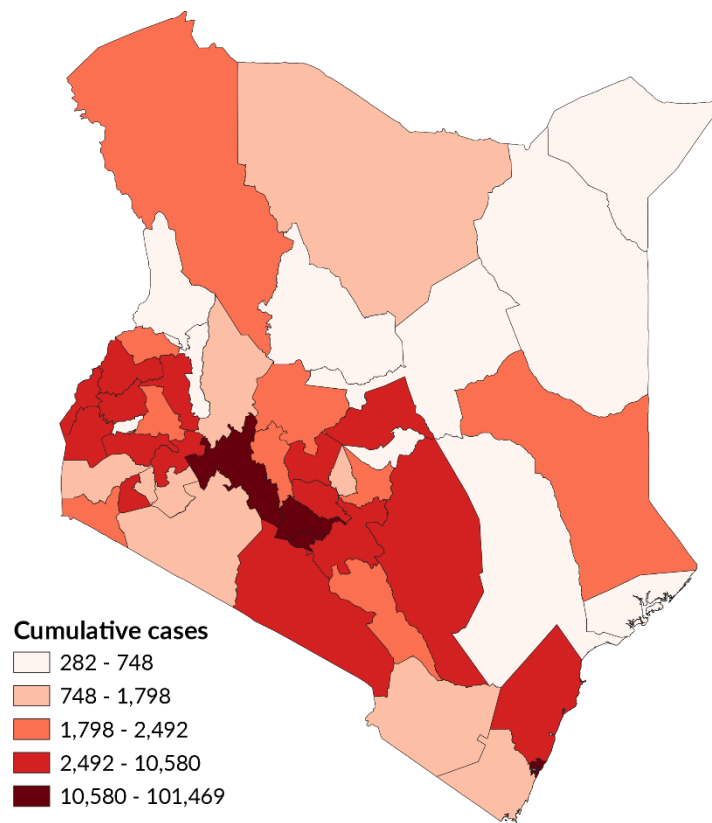 Cumulative cases
282 - 748
748 - 1,798
1,798 - 2,492
2,492 - 10,580
10,580 - 101,469